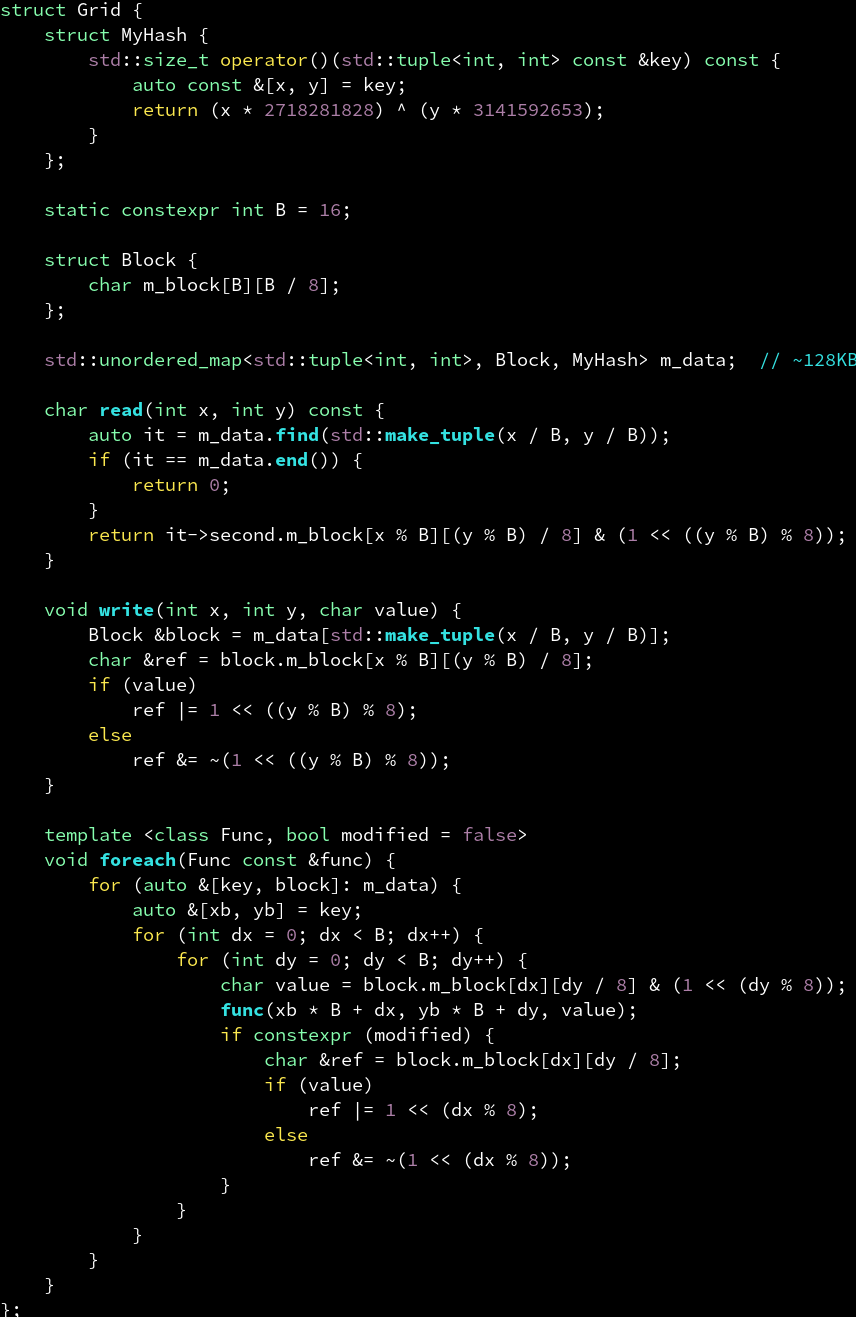 struct Grid {
    struct MyHash {
        std::size_t operator()(std::tuple<int, int> const &key) const {
            auto const &[x, y] = key;
            return (x * 2718281828) ^ (y * 3141592653);
        }
    };

    static constexpr int B = 16;

    struct Block {
        char m_block[B][B / 8];
    };

    std::unordered_map<std::tuple<int, int>, Block, MyHash> m_data;  // ~128KB

    char read(int x, int y) const {
        auto it = m_data.find(std::make_tuple(x / B, y / B));
        if (it == m_data.end()) {
            return 0;
        }
        return it->second.m_block[x % B][(y % B) / 8] & (1 << ((y % B) % 8));
    }

    void write(int x, int y, char value) {
        Block &block = m_data[std::make_tuple(x / B, y / B)];
        char &ref = block.m_block[x % B][(y % B) / 8];
        if (value)
            ref |= 1 << ((y % B) % 8);
        else
            ref &= ~(1 << ((y % B) % 8));
    }

    template <class Func, bool modified = false>
    void foreach(Func const &func) {
        for (auto &[key, block]: m_data) {
            auto &[xb, yb] = key;
            for (int dx = 0; dx < B; dx++) {
                for (int dy = 0; dy < B; dy++) {
                    char value = block.m_block[dx][dy / 8] & (1 << (dy % 8));
                    func(xb * B + dx, yb * B + dy, value);
                    if constexpr (modified) {
                        char &ref = block.m_block[dx][dy / 8];
                        if (value)
                            ref |= 1 << (dx % 8);
                        else
                            ref &= ~(1 << (dx % 8));
                    }
                }
            }
        }
    }
};